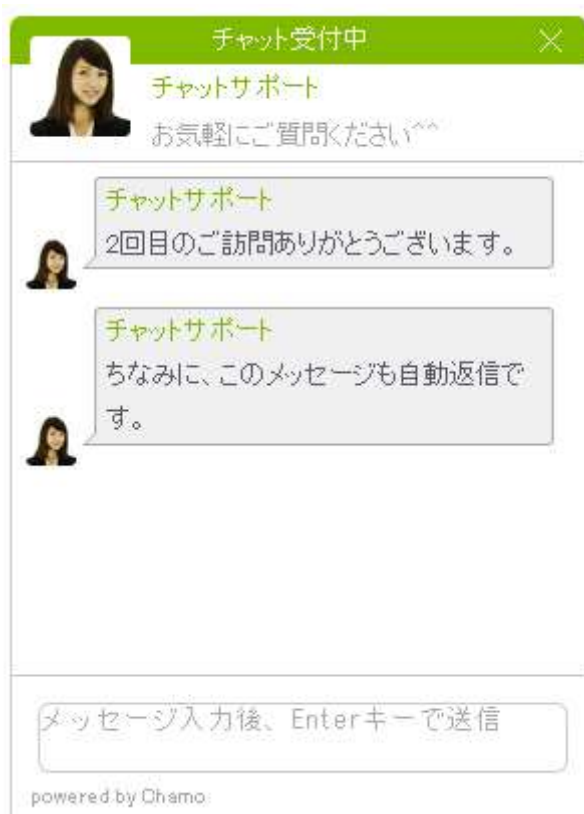 チャット受付中
チャットサポート
お気軽にご質問ください^^
チャットサポート
2回目のご訪問ありがとうございます。
チャットサポート
ちなみに、このメッセージも自動返信で
す。
メッセージ入力後、Enterキーで送信
powered by Chamo